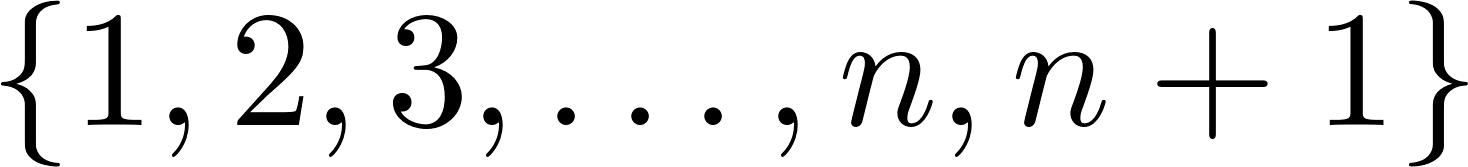 {1, 2, 3, . . . , n, n + 1}